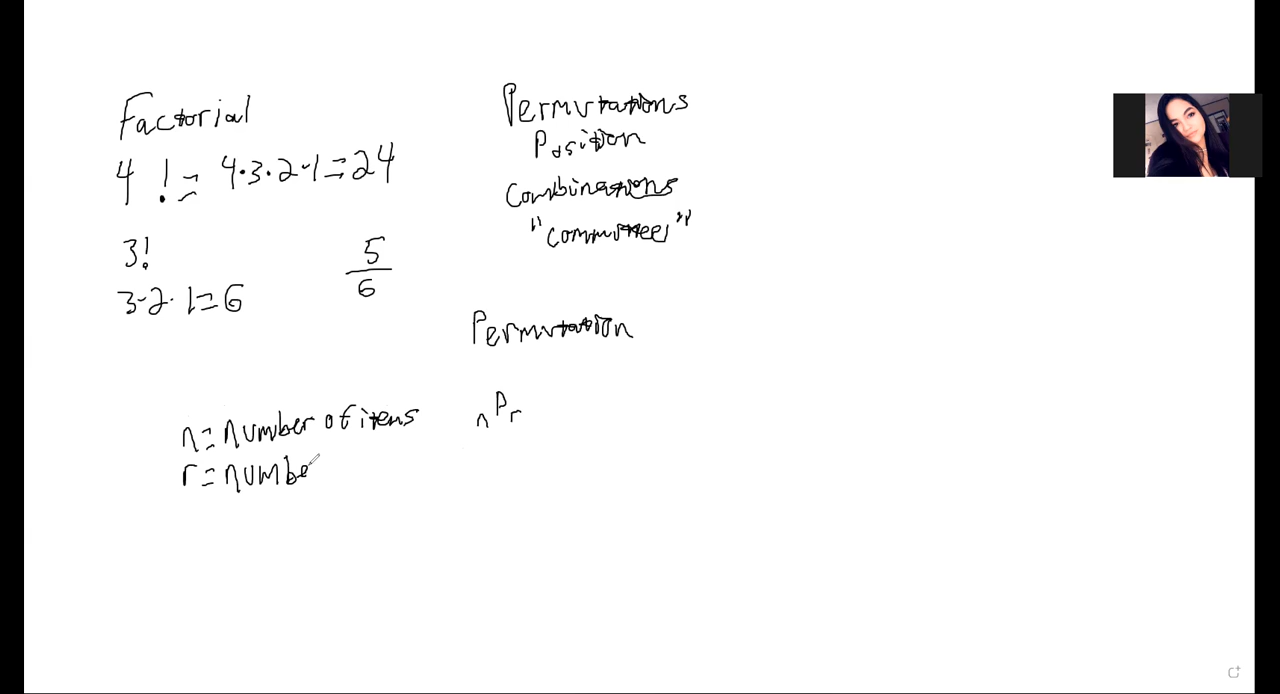 Factorial
4 != 4·3·2·1=24
3!
3·2·1=6
5
6
Permutations
Position
Combinations
"committees"
Permutation
n=number of items
r=numbe
nPr